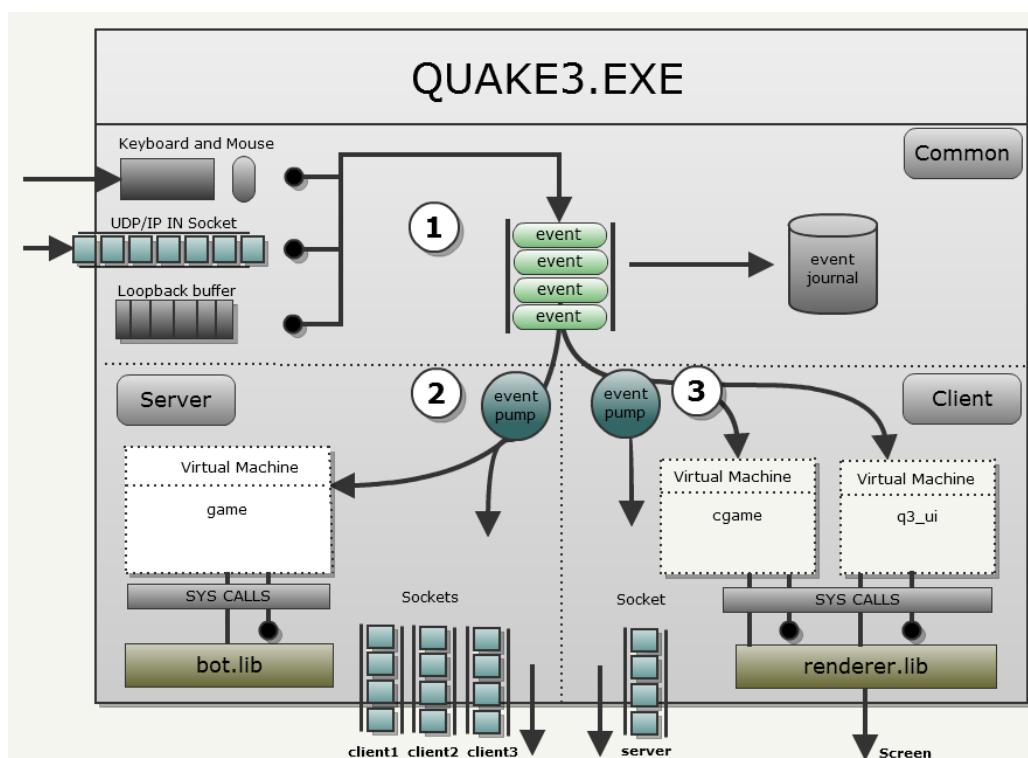 QUAKE3.EXE
Keyboard and Mouse
Common
UDP/IP IN Socket
1
event
event
event
event
event
journal
Loopback buffer
Server
2
event
pump
event
pump
3
Client
Virtual Machine
game
Virtual Machine
cgame
Virtual Machine
q3_ui
SYS CALLS
Sockets
Socket
SYS CALLS
bot.lib
renderer.lib
client1
client2
client3
server
Screen